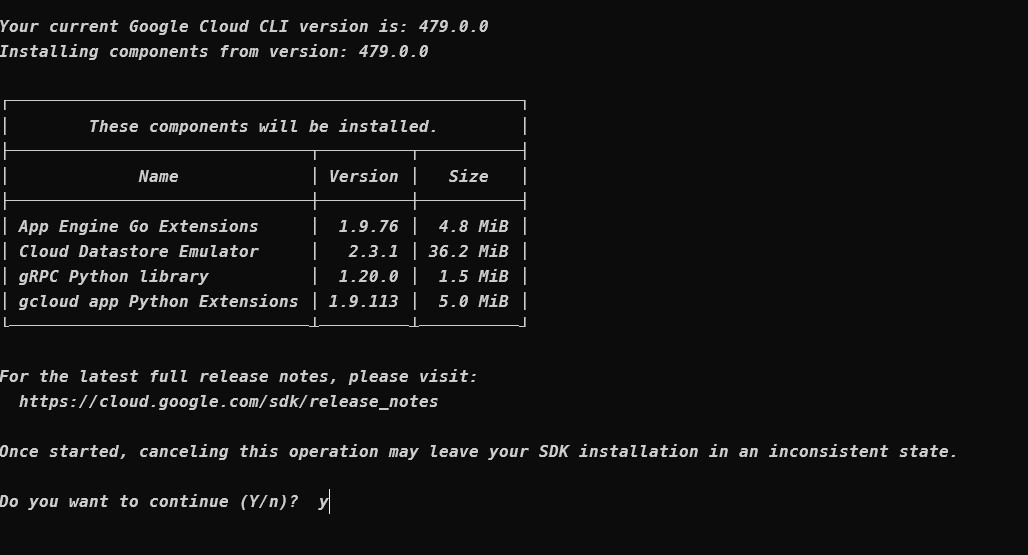 Your current Google Cloud CLI version is: 479.0.0
Installing components from version: 479.0.0
These components will be installed.
Name Version Size
App Engine Go Extensions 1.9.76 4.8 MiB
Cloud Datastore Emulator 2.3.1 36.2 MiB
gRPC Python library 1.20.0 1.5 MiB
gcloud app Python Extensions 1.9.113 5.0 MiB
For the latest full release notes, please visit:
https://cloud.google.com/sdk/release_notes
Once started, canceling this operation may leave your SDK installation in an inconsistent state.
Do you want to continue (Y/n)?  y